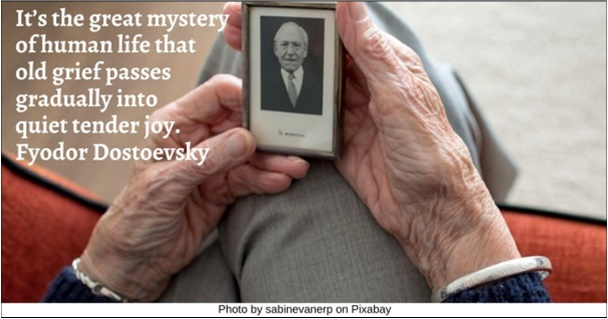 It's the great mystery
of human life that
old grief passes
gradually into
quiet tender joy.
Fyodor Dostoevsky
Photo by sabinevanerp on Pixabay